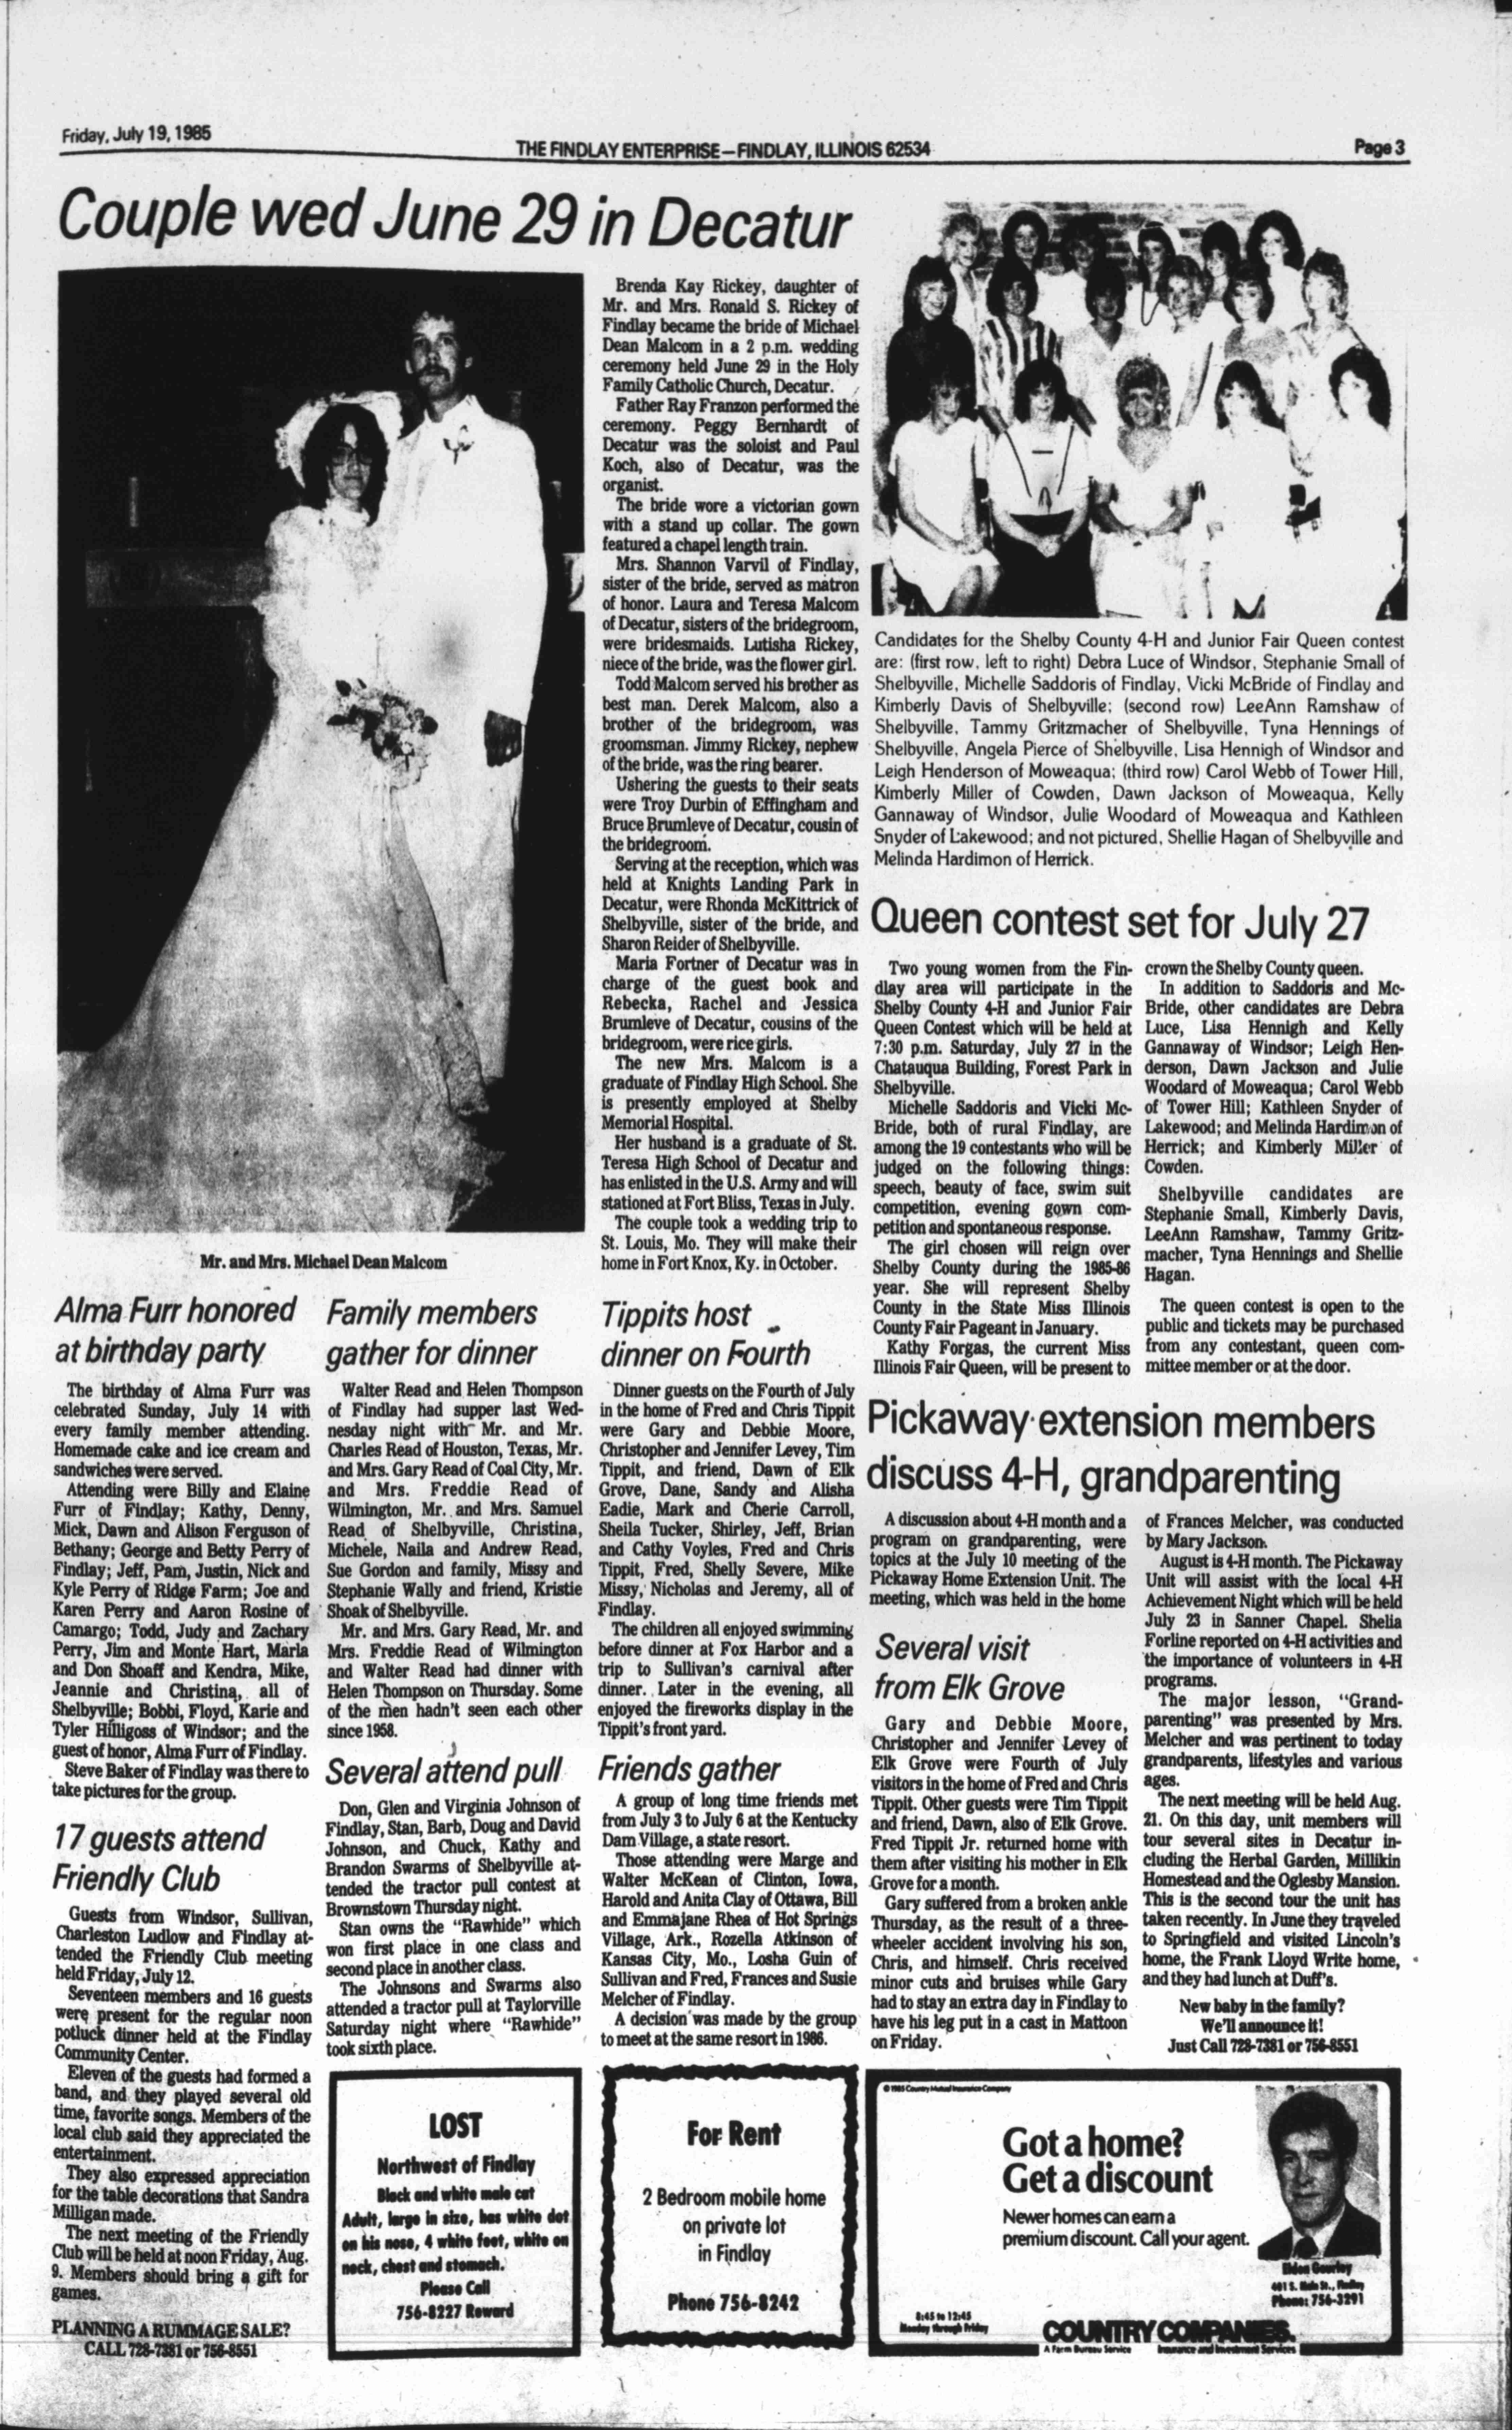 Friday, July 19, 1985
THE FINDLAY ENTERPRISE—FINDLAY, ILLINOIS 62534
Page 3
Couple wed June 29 in Decatur
Mr. and Mrs. Michael Dean Malcom
Brenda Kay Rickey, daughter of
Mr. and Mrs. Ronald S. Rickey of
Findlay became the bride of Michael
Dean Malcom in a 2 p.m. wedding
ceremony held June 29 in the Holy
Family Catholic Church, Decatur.
Father Ray Franzon performed the
ceremony. Peggy Bernhardt of
Decatur was the soloist and Paul
Koch, also of Decatur, was the
organist.
The bride wore a victorian gown
with a stand up collar. The gown
featured a chapel length train.
Mrs. Shannon Varvil of Findlay,
sister of the bride, served as matron
of honor. Laura and Teresa Malcom
of Decatur, sisters of the bridegroom,
were bridesmaids. Lutisha Rickey,
niece of the bride, was the flower girl.
Todd Malcom served his brother as
best man. Derek Malcom, also a
brother of the bridegroom, was
groomsman. Jimmy Rickey, nephew
of the bride, was the ring bearer.
Ushering the guests to their seats
were Troy Durbin of Effingham and
Bruce Brumleve of Decatur, cousin of
the bridegroom.
Serving at the reception, which was
held at Knights Landing Park in
Decatur, were Rhonda McKittrick of
Shelbyville, sister of the bride, and
Sharon Reider of Shelbyville.
Maria Fortner of Decatur was in
charge of the guest book and
Rebecka, Rachel and Jessica
Brumleve of Decatur, cousins of the
bridegroom, were rice girls.
The new Mrs. Malcom is a
graduate of Findlay High School. She
is presently employed at Shelby
Memorial Hospital.
Her husband is a graduate of St.
Teresa High School of Decatur and
has enlisted in the U.S. Army and will
stationed at Fort Bliss, Texas in July.
The couple took a wedding trip to
St. Louis, Mo. They will make their
home in Fort Knox, Ky. in October.
Candidates for the Shelby County 4-H and Junior Fair Queen contest
are: (first row, left to right) Debra Luce of Windsor, Stephanie Small of
Shelbyville, Michelle Saddoris of Findlay, Vicki McBride of Findlay and
Kimberly Davis of Shelbyville; (second row) LeeAnn Ramshaw of
Shelbyville, Tammy Gritzmacher of Shelbyville, Tyna Hennings of
Shelbyville, Angela Pierce of Shelbyville, Lisa Hennigh of Windsor and
Leigh Henderson of Moweaqua; (third row) Carol Webb of Tower Hill,
Kimberly Miller of Cowden, Dawn Jackson of Moweaqua, Kelly
Gannaway of Windsor, Julie Woodard of Moweaqua and Kathleen
Snyder of Lakewood; and not pictured, Shellie Hagan of Shelbyville and
Melinda Hardimon of Herrick.
Queen contest set for July 27
Two young women from the Fin-
dlay area will participate in the
Shelby County 4-H and Junior Fair
Queen Contest which will be held at
7:30 p.m. Saturday, July 27 in the
Chatauqua Building, Forest Park in
Shelbyville.
Michelle Saddoris and Vicki Mc-
Bride, both of rural Findlay, are
among the 19 contestants who will be
judged on the following things:
speech, beauty of face, swim suit
competition, evening gown com-
petition and spontaneous response.
The girl chosen will reign over
Shelby County during the 1985-86
year. She will represent Shelby
County in the State Miss Illinois
County Fair Pageant in January.
Kathy Forgas, the current Miss
Illinois Fair Queen, will be present to
crown the Shelby County queen.
In addition to Saddoris and Mc-
Bride, other candidates are Debra
Luce, Lisa Hennigh and Kelly
Gannaway of Windsor; Leigh Hen-
derson, Dawn Jackson and Julie
Woodard of Moweaqua; Carol Webb
of Tower Hill; Kathleen Snyder of
Lakewood; and Melinda Hardimon of
Herrick; and Kimberly Miller of
Cowden.
Shelbyville candidates are
Stephanie Small, Kimberly Davis,
LeeAnn Ramshaw, Tammy Gritz-
macher, Tyna Hennings and Shellie
Hagan.
The queen contest is open to the
public and tickets may be purchased
from any contestant, queen com-
mittee member or at the door.
Alma Furr honored
at birthday party
The birthday of Alma Furr was
celebrated Sunday, July 14 with
every family member attending.
Homemade cake and ice cream and
sandwiches were served.
Attending were Billy and Elaine
Furr of Findlay; Kathy, Denny,
Mick, Dawn and Alison Ferguson of
Bethany; George and Betty Perry of
Findlay; Jeff, Pam, Justin, Nick and
Kyle Perry of Ridge Farm; Joe and
Karen Perry and Aaron Rosine of
Camargo; Todd, Judy and Zachary
Perry, Jim and Monte Hart, Marla
and Don Shoaff and Kendra, Mike,
Jeannie and Christina, all of
Shelbyville; Bobbi, Floyd, Karie and
Tyler Hilligoss of Windsor; and the
guest of honor, Alma Furr of Findlay.
Steve Baker of Findlay was there to
take pictures for the group.
17 guests attend
Friendly Club
Guests from Windsor, Sullivan,
Charleston Ludlow and Findlay at-
tended the Friendly Club meeting
held Friday, July 12.
Seventeen members and 16 guests
were present for the regular noon
potluck dinner held at the Findlay
Community Center.
Eleven of the guests had formed a
band, and they played several old
time, favorite songs. Members of the
local club said they appreciated the
entertainment.
They also expressed appreciation
for the table decorations that Sandra
Milligan made.
The next meeting of the Friendly
Club will be held at noon Friday, Aug.
9. Members should bring a gift for
games.
PLANNING A RUMMAGE SALE?
CALL 728-7381 or 756-8551
Family members
gather for dinner
Walter Read and Helen Thompson
of Findlay had supper last Wed-
nesday night with Mr. and Mr.
Charles Read of Houston, Texas, Mr.
and Mrs. Gary Read of Coal City, Mr.
and Mrs. Freddie Read of
Wilmington, Mr. and Mrs. Samuel
Read of Shelbyville, Christina,
Michele, Naila and Andrew Read,
Sue Gordon and family, Missy and
Stephanie Wally and friend, Kristie
Shoak of Shelbyville.
Mr. and Mrs. Gary Read, Mr. and
Mrs. Freddie Read of Wilmington
and Walter Read had dinner with
Helen Thompson on Thursday. Some
of the men hadn't seen each other
since 1958.
Several attend pull
Don, Glen and Virginia Johnson of
Findlay, Stan, Barb, Doug and David
Johnson, and Chuck, Kathy and
Brandon Swarms of Shelbyville at-
tended the tractor pull contest at
Brownstown Thursday night.
Stan owns the "Rawhide" which
won first place in one class and
second place in another class.
The Johnsons and Swarms also
attended a tractor pull at Taylorville
Saturday night where "Rawhide"
took sixth place.
LOST
Northwest of Findlay
Black and white male cat
Adult, large in size, has white dot
on his nose, 4 white feet, white on
neck, chest and stomach.
Please Call
756-8227 Reward
Tippits host
dinner on Fourth
Dinner guests on the Fourth of July
in the home of Fred and Chris Tippit
were Gary and Debbie Moore,
Christopher and Jennifer Levey, Tim
Tippit, and friend, Dawn of Elk
Grove, Dane, Sandy and Alisha
Eadie, Mark and Cherie Carroll,
Sheila Tucker, Shirley, Jeff, Brian
and Cathy Voyles, Fred and Chris
Tippit, Fred, Shelly Severe, Mike
Missy, Nicholas and Jeremy, all of
Findlay.
The children all enjoyed swimming
before dinner at Fox Harbor and a
trip to Sullivan's carnival after
dinner. Later in the evening, all
enjoyed the fireworks display in the
Tippit's front yard.
Friends gather
A group of long time friends met
from July 3 to July 6 at the Kentucky
Dam Village, a state resort.
Those attending were Marge and
Walter McKean of Clinton, Iowa,
Harold and Anita Clay of Ottawa, Bill
and Emmajane Rhea of Hot Springs
Village, Ark., Rozella Atkinson of
Kansas City, Mo., Losha Guin of
Sullivan and Fred, Frances and Susie
Melcher of Findlay.
A decision was made by the group
to meet at the same resort in 1986.
For Rent
2 Bedroom mobile home
on private lot
in Findlay
Phone 756-8242
Pickaway extension members
discuss 4-H, grandparenting
A discussion about 4-H month and a
program on grandparenting, were
topics at the July 10 meeting of the
Pickaway Home Extension Unit. The
meeting, which was held in the home
of Frances Melcher, was conducted
by Mary Jackson.
August is 4-H month. The Pickaway
Unit will assist with the local 4-H
Achievement Night which will be held
July 23 in Sanner Chapel. Shelia
Forline reported on 4-H activities and
the importance of volunteers in 4-H
programs.
The major lesson, "Grand-
parenting" was presented by Mrs.
Melcher and was pertinent to today
grandparents, lifestyles and various
ages.
The next meeting will be held Aug.
21. On this day, unit members will
tour several sites in Decatur in-
cluding the Herbal Garden, Millikin
Homestead and the Oglesby Mansion.
This is the second tour the unit has
taken recently. In June they traveled
to Springfield and visited Lincoln's
home, the Frank Lloyd Write home,
and they had lunch at Duff's.
New baby in the family?
We'll announce it!
Just Call 728-7381 or 756-8551
Several visit
from Elk Grove
Gary and Debbie Moore,
Christopher and Jennifer Levey of
Elk Grove were Fourth of July
visitors in the home of Fred and Chris
Tippit. Other guests were Tim Tippit
and friend, Dawn, also of Elk Grove.
Fred Tippit Jr. returned home with
them after visiting his mother in Elk
Grove for a month.
Gary suffered from a broken ankle
Thursday, as the result of a three-
wheeler accident involving his son,
Chris, and himself. Chris received
minor cuts and bruises while Gary
had to stay an extra day in Findlay to
have his leg put in a cast in Mattoon
on Friday.
© 1985 Country Mutual Insurance Company
Got a home?
Get a discount
Newer homes can earn a
premium discount. Call your agent.
Eldon Gourley
401 S. Main St., Findlay
Phone: 756-3291
8:45 to 12:45
Monday through Friday
COUNTRY COMPANIES.
A Farm Bureau Service
Insurance and Investment Services